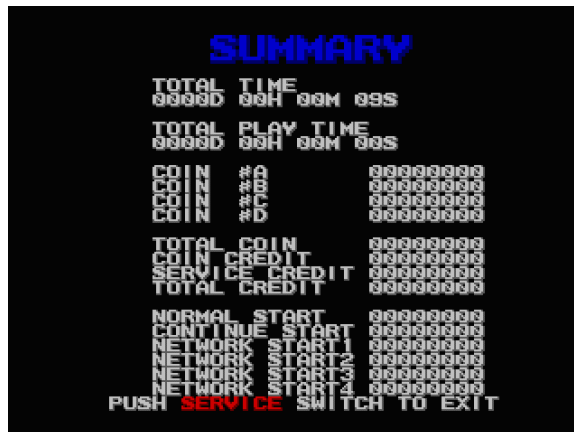 SUMMARY
TOTAL TIME
0000D 00H 00M 09S
TOTAL PLAY TIME
0000D 00H 00M 00S
COIN #A 00000000
COIN #B 00000000
COIN #C 00000000
COIN #D 00000000
TOTAL COIN 00000000
COIN CREDIT 00000000
SERVICE CREDIT 00000000
TOTAL CREDIT 00000000
NORMAL START 00000000
CONTINUE START 00000000
NETWORK START1 00000000
NETWORK START2 00000000
NETWORK START3 00000000
NETWORK START4 00000000
PUSH SERVICE SWITCH TO EXIT